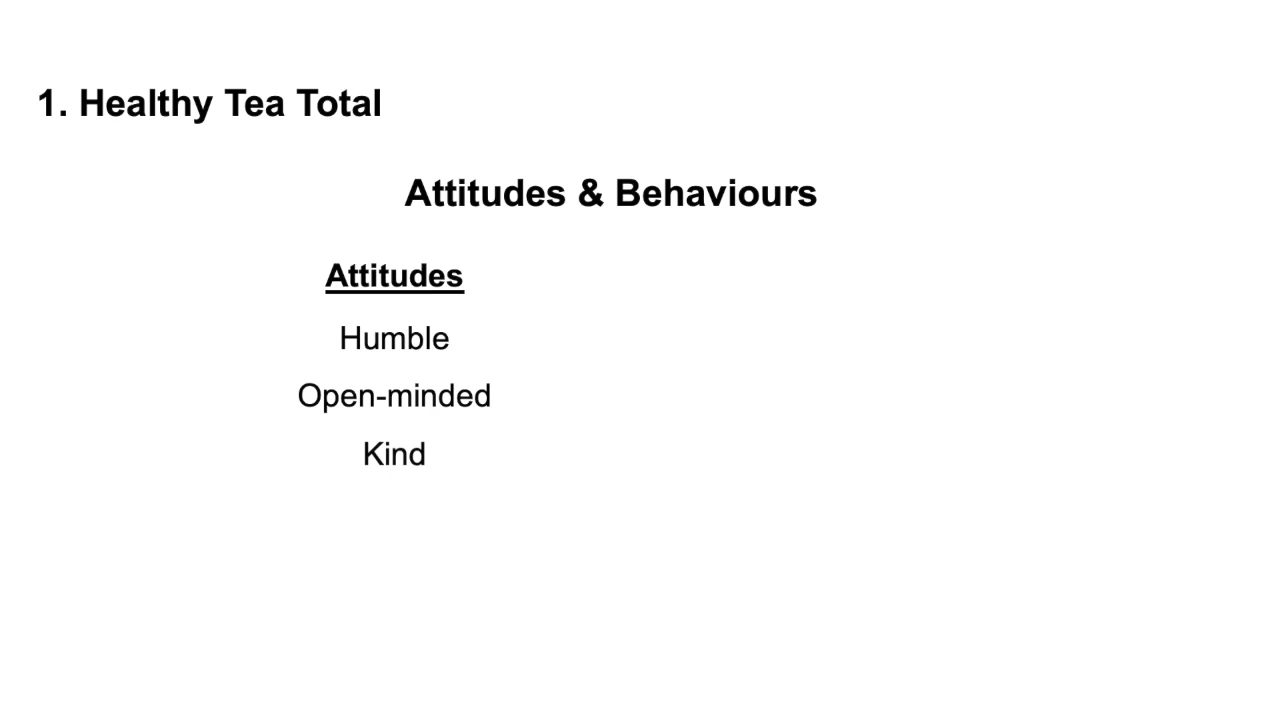 1. Healthy Tea Total
Attitudes & Behaviours
Attitudes
Humble
Open-minded
Kind